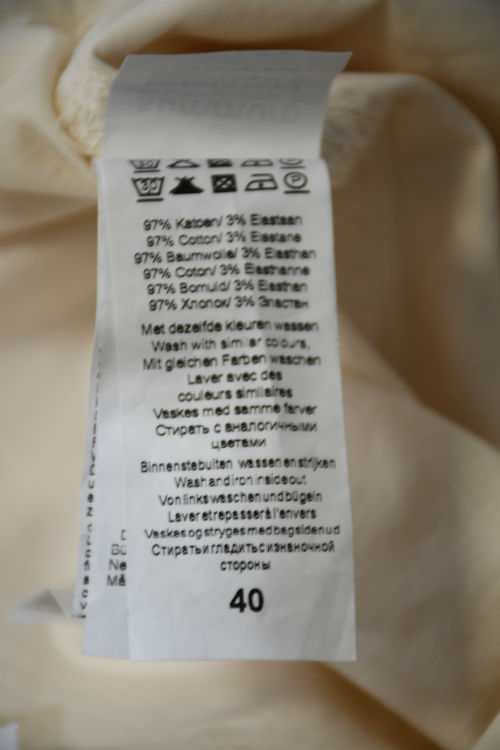 30
97% Katoen/ 3% Elastaan
97% Cotton/ 3% Elastane
97% Baumwolle/ 3% Elasthan
97% Coton/ 3% Elasthanne
97% Bomuld/ 3% Elasthan
97% Хлопок/ 3% Эластан
Met dezelfde kleuren wassen
Wash with similar colours.
Mit gleichen Farben waschen
Laver avec des
couleurs similaires
Vaskes med samme farver
Стирать с аналогичными
цветами
Binnenstebuiten wassen en strijken
Wash and iron inside out
Von links waschen und bügeln
Laver et repasser à l'envers
Vaskes og stryges med bagsiden ud
Стирать и гладить с изнаночной
стороны
40
Ne
Må